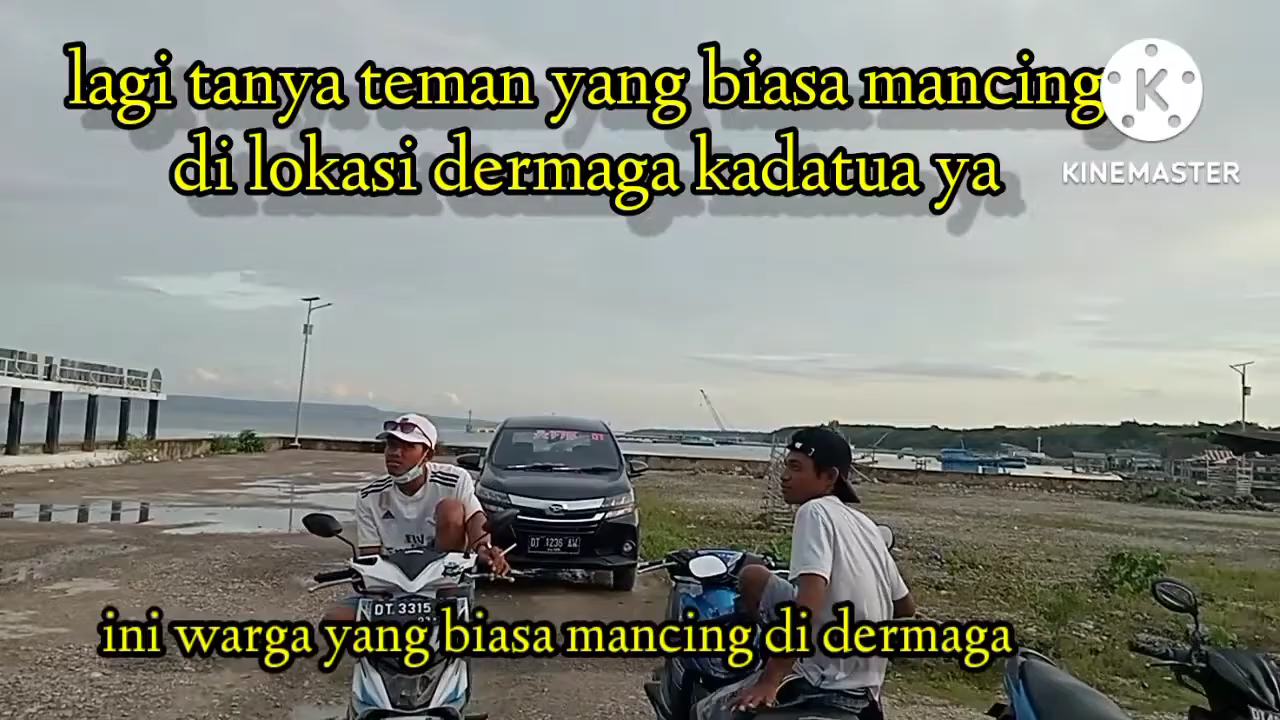 lagi tanya teman yang biasa mancing
di lokasi dermaga kadatua ya
K
KINEMASTER
DT 1236 AW
DT 3315
ini warga yang biasa mancing di dermaga